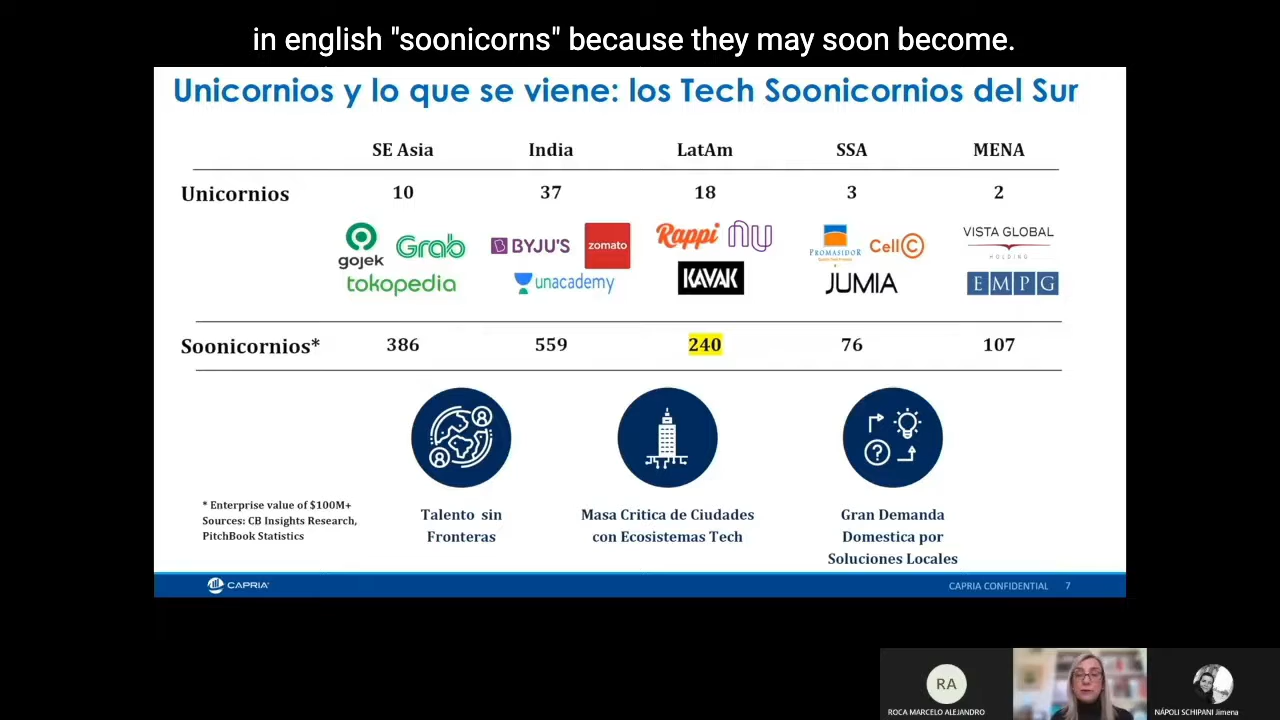 in english "soonicorns" because they may soon become.
Unicornios y lo que se viene: los Tech Soonicornios del Sur
SE Asia India LatAm SSA MENA
Unicornios 10 37 18 3 2
gojek Grab tokopedia
BYJU'S zomato unacademy
Rappi nu KAVAK
PROMASIDOR Cell C JUMIA
VISTA GLOBAL
HOLDING
EMPG
Soonicornios* 386 559 240 76 107
Talento sin
Fronteras
Masa Critica de Ciudades
con Ecosistemas Tech
Gran Demanda
Domestica por
Soluciones Locales
* Enterprise value of $100M+
Sources: CB Insights Research,
PitchBook Statistics
CAPRIA
CAPRIA CONFIDENTIAL 7
RA
ROCA MARCELO ALEJANDRO
NÁPOLI SCHIPANI Jimena